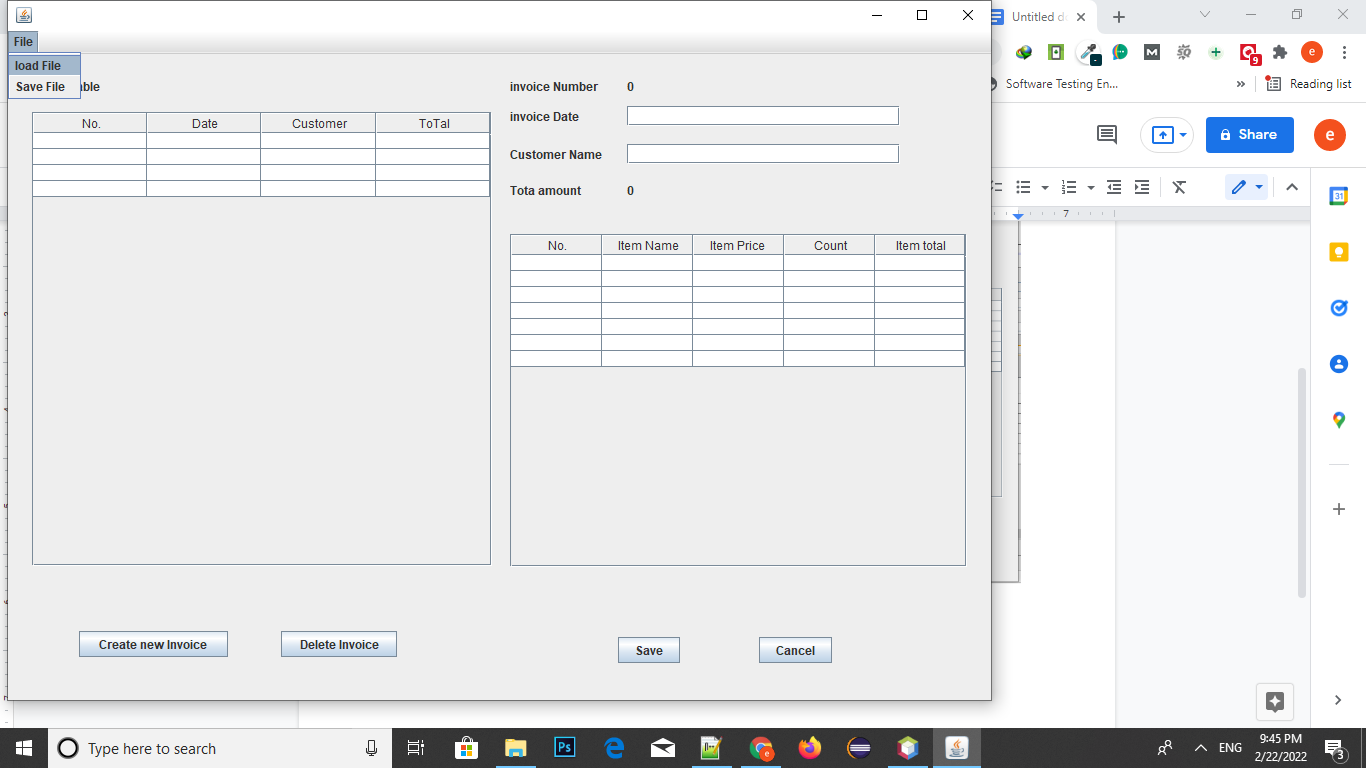 Untitled d
File
load File
Save File
able
Software Testing En...
»
Reading list
9
invoice Number 0
invoice Date
Customer Name
Tota amount 0
No. Date Customer ToTal
No. Item Name Item Price Count Item total
Create new Invoice
Delete Invoice
Save
Cancel
Share
e
e
M
31
7
Type here to search
Ps
ENG
9:45 PM
2/22/2022
3